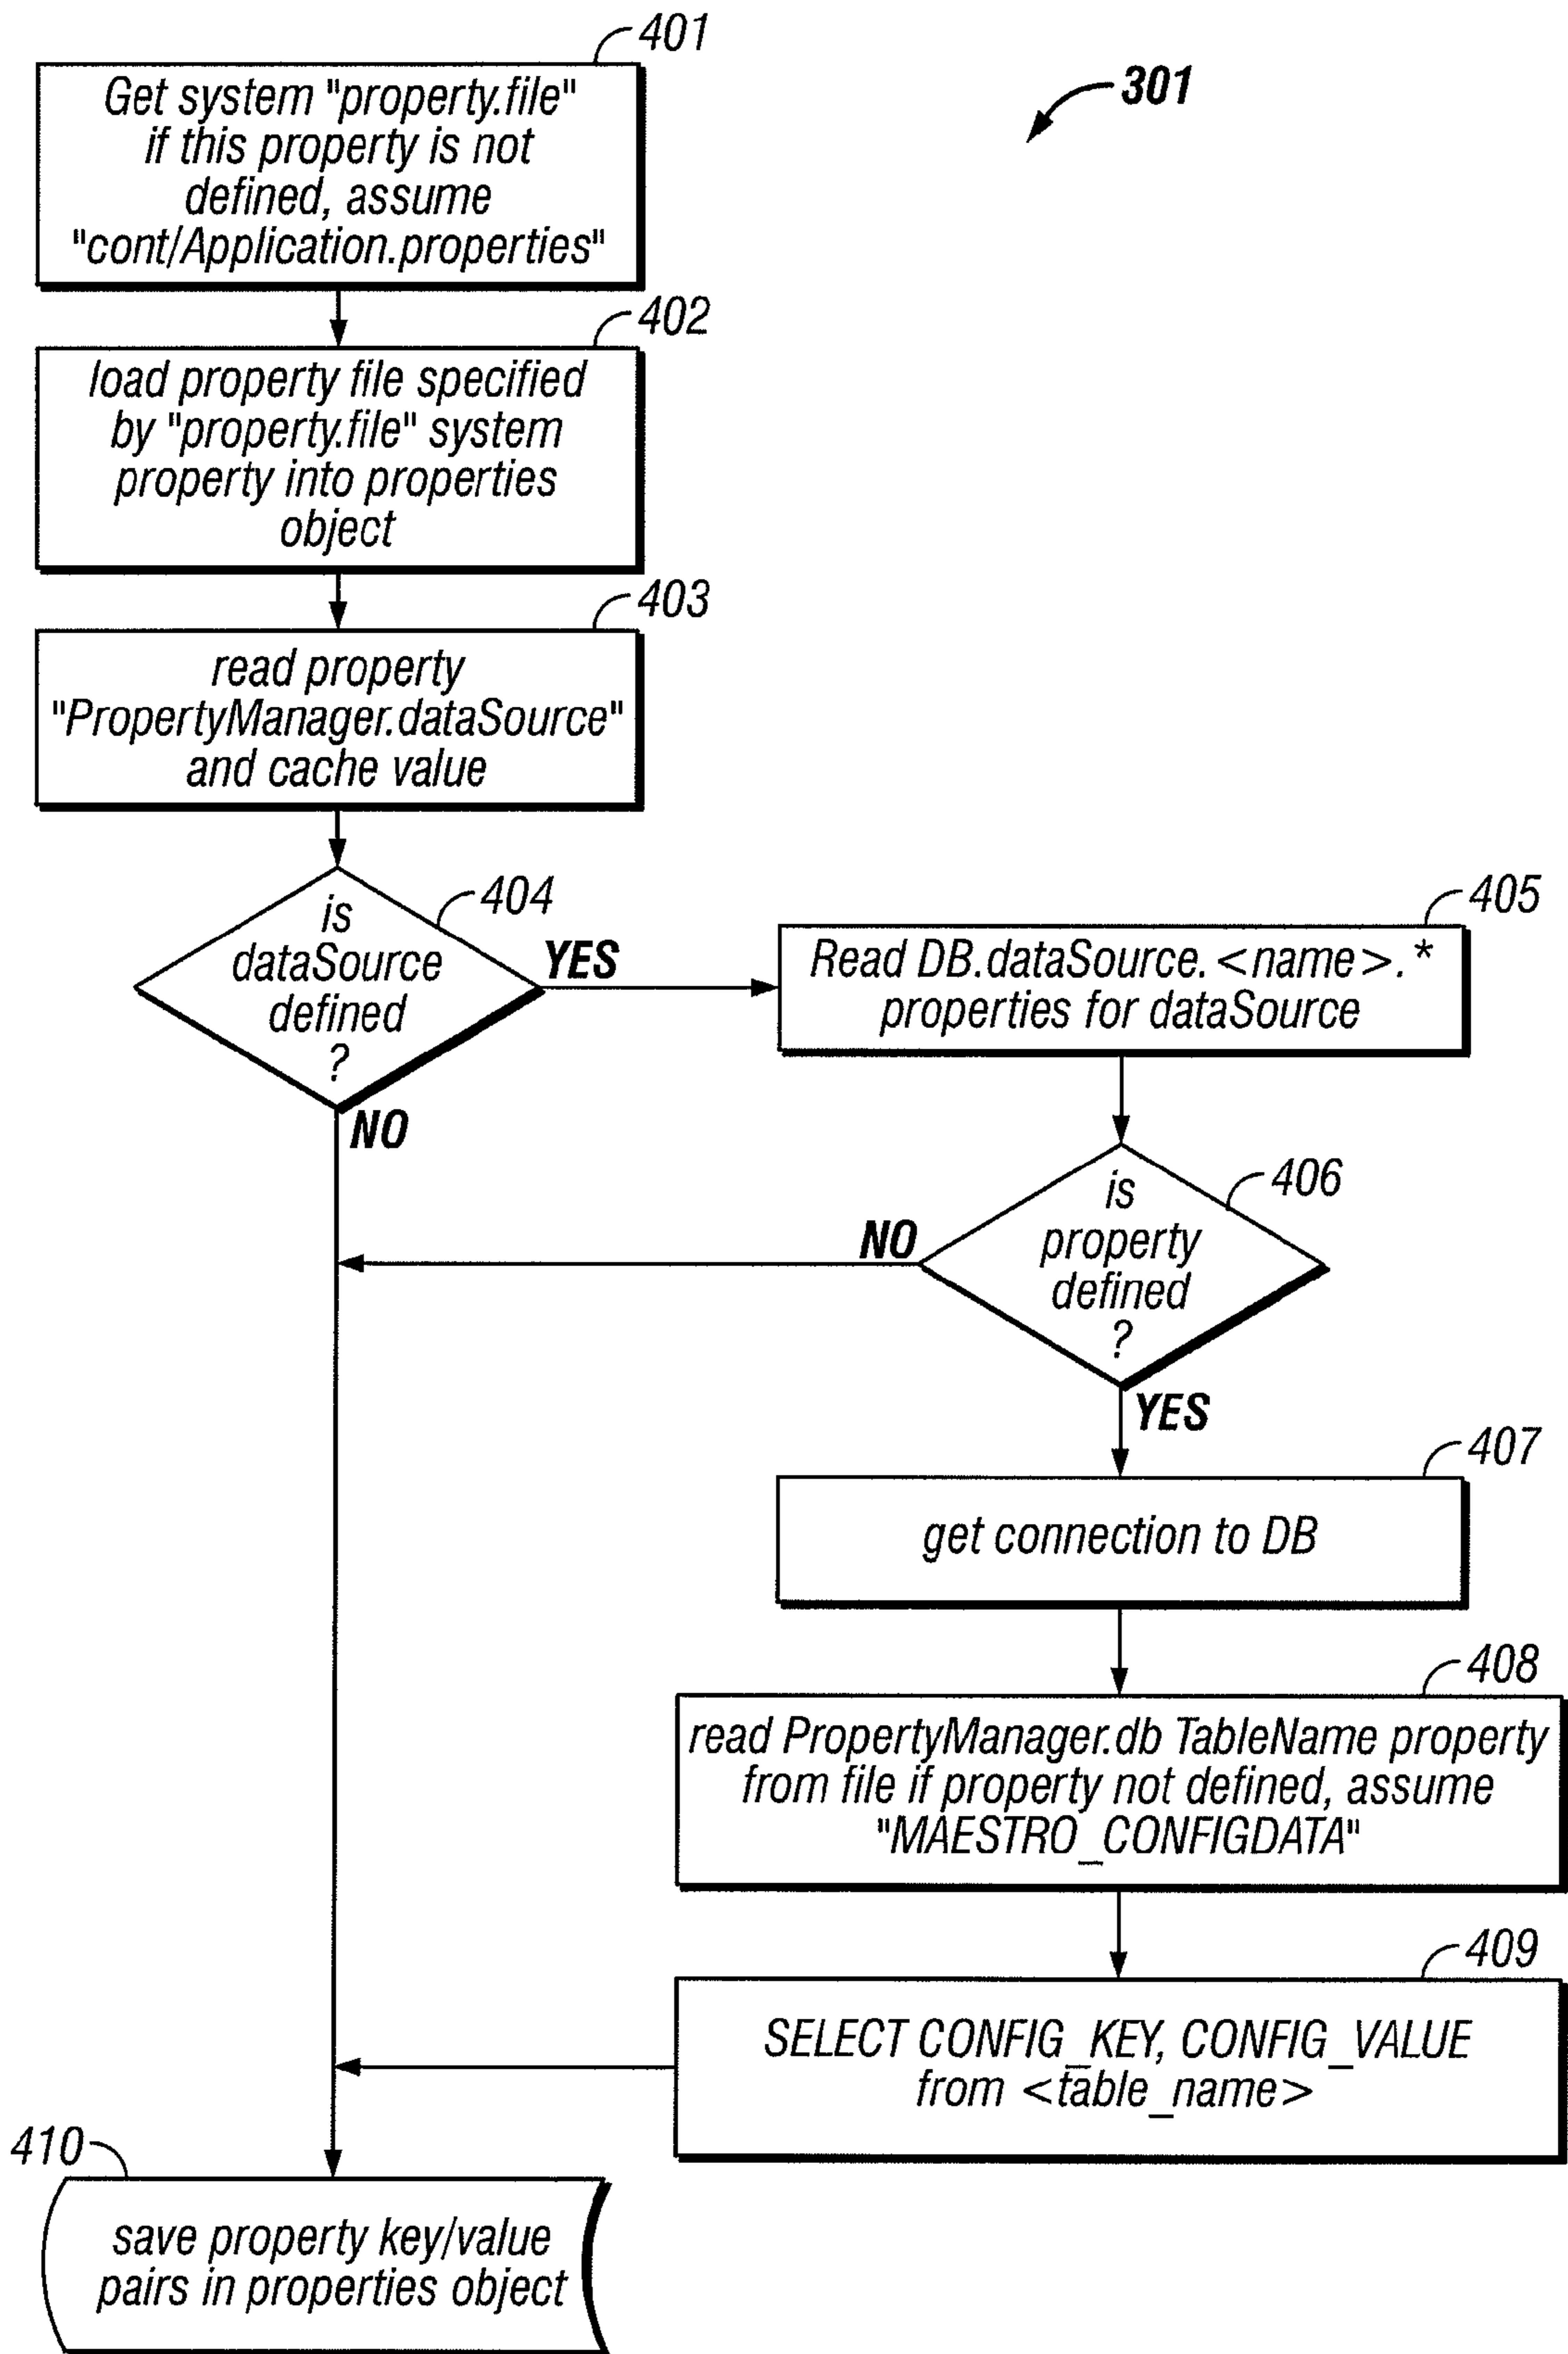 401
301
Get system "property.file"
if this property is not
defined, assume
"cont/Application.properties"
402
load property file specified
by "property.file" system
property into properties
object
403
read property
"PropertyManager.dataSource"
and cache value
404
is
dataSource
defined
?
YES
NO
405
Read DB.dataSource.<name>.*
properties for dataSource
406
is
property
defined
?
NO
YES
407
get connection to DB
408
read PropertyManager.db TableName property
from file if property not defined, assume
"MAESTRO_CONFIGDATA"
409
SELECT CONFIG_KEY, CONFIG_VALUE
from <table_name>
410
save property key/value
pairs in properties object